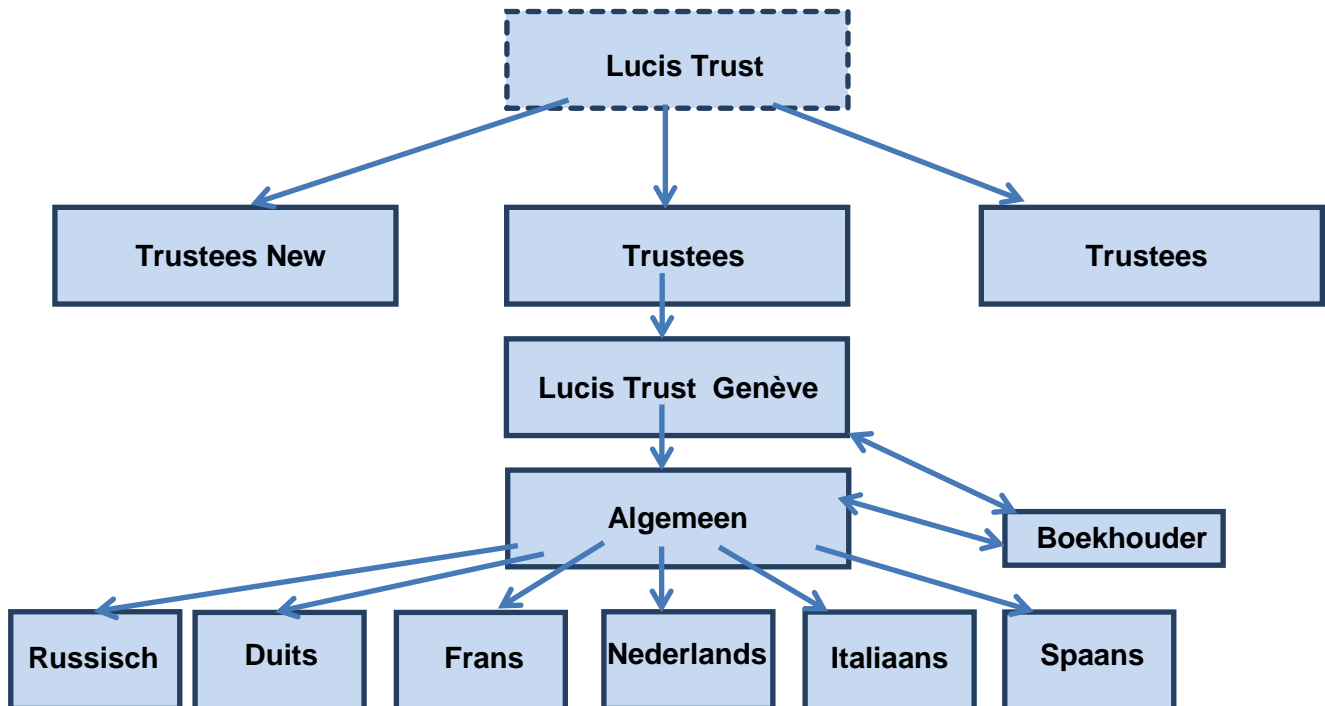 Lucis Trust
Trustees New
Trustees
Trustees
Lucis Trust Genève
Algemeen
Boekhouder
Russisch
Duits
Frans
Nederlands
Italiaans
Spaans